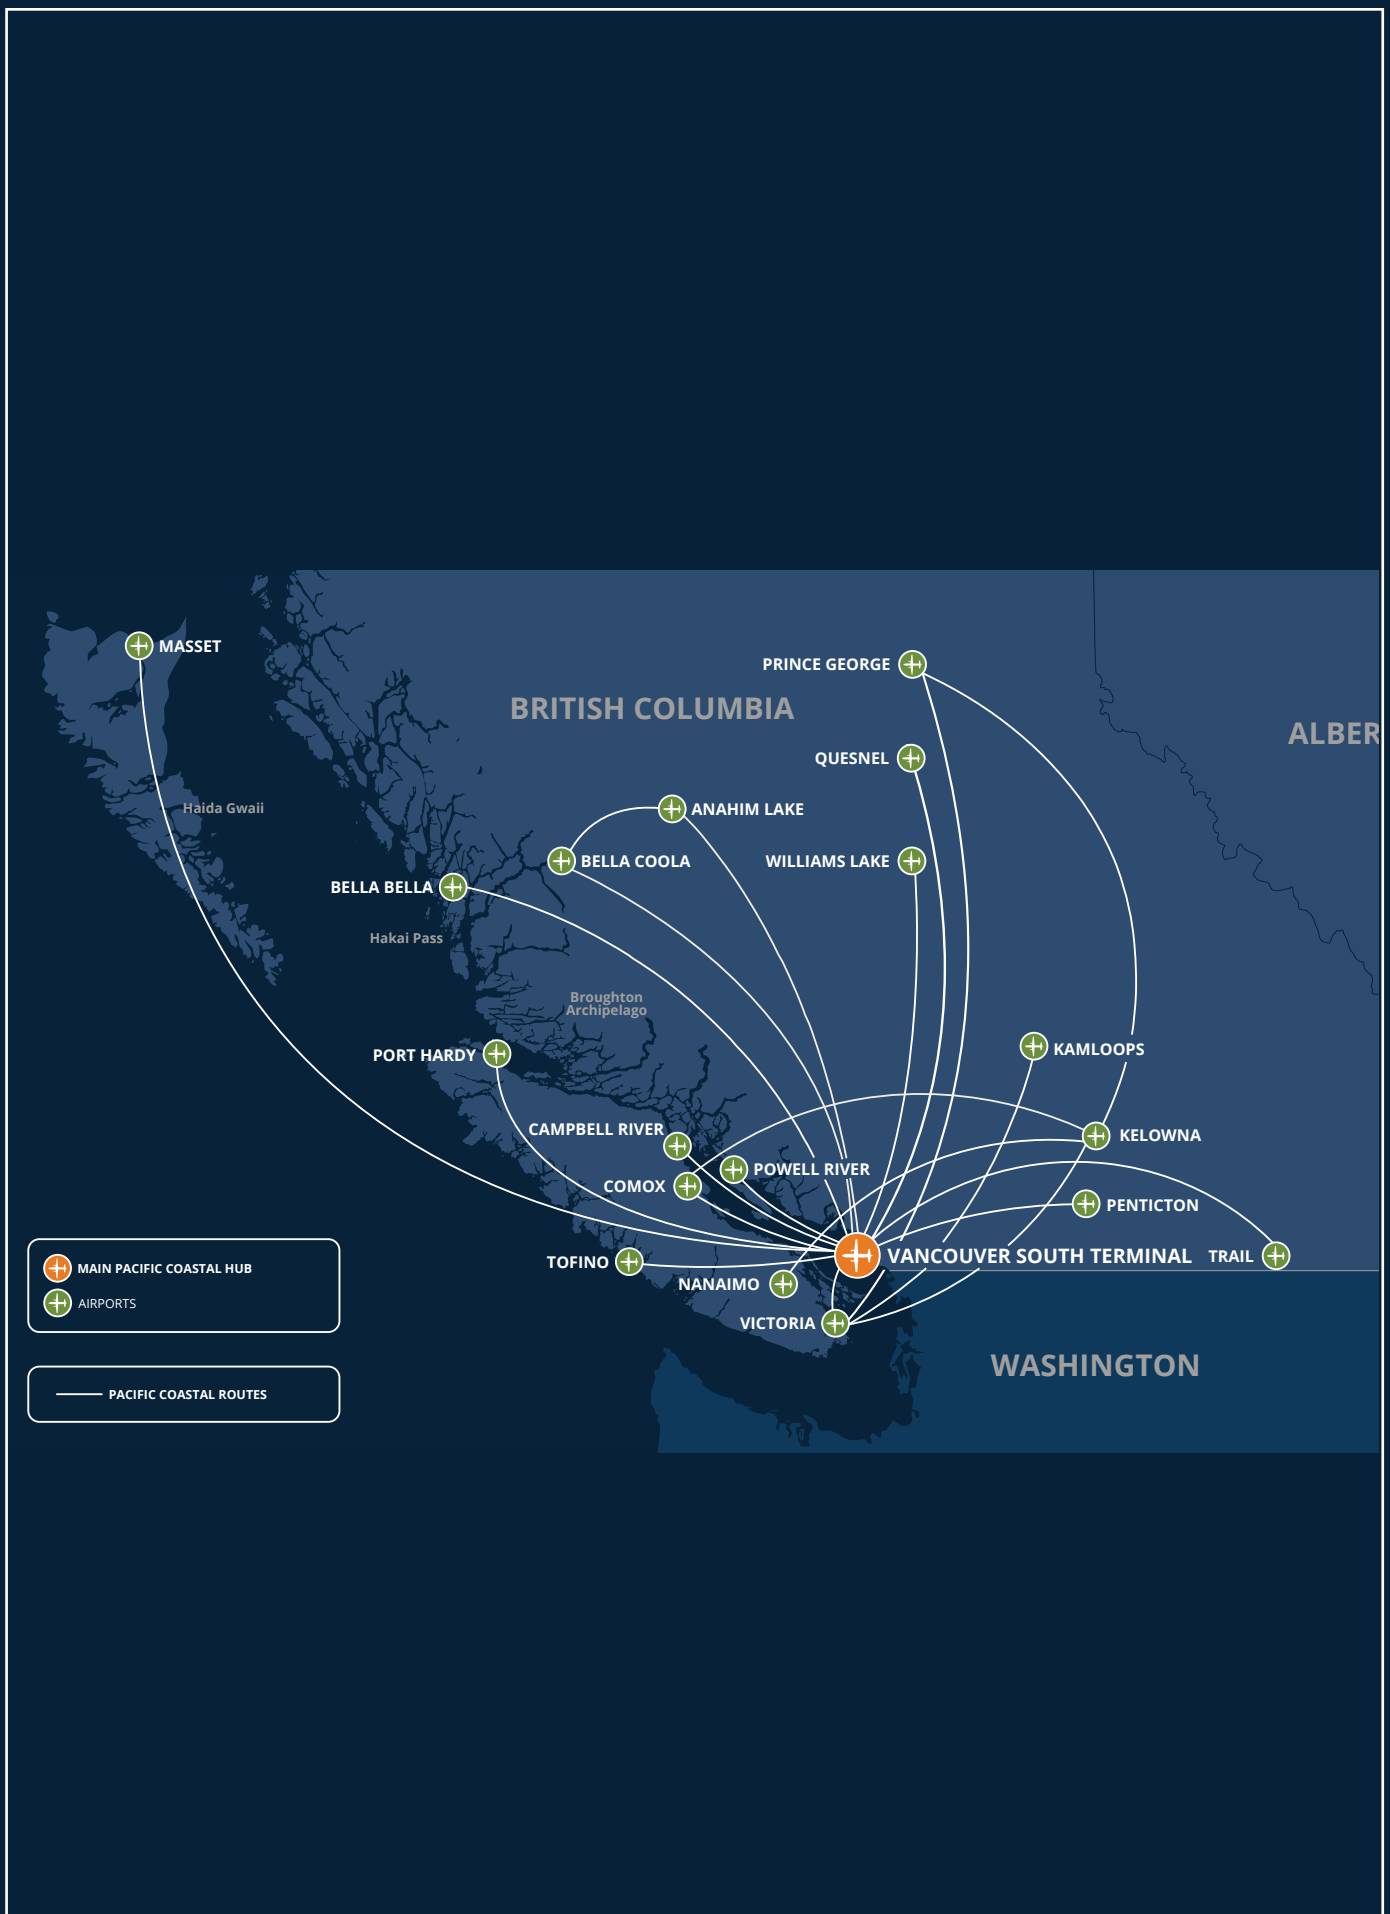 MASSET
PRINCE GEORGE
BRITISH COLUMBIA
ALBER
QUESNEL
Haida Gwaii
ANAHIM LAKE
BELLA COOLA
WILLIAMS LAKE
BELLA BELLA
Hakai Pass
Broughton
Archipelago
PORT HARDY
KAMLOOPS
CAMPBELL RIVER
KELOWNA
POWELL RIVER
COMOX
PENTICTON
VANCOUVER SOUTH TERMINAL
TRAIL
TOFINO
NANAIMO
VICTORIA
WASHINGTON
MAIN PACIFIC COASTAL HUB
AIRPORTS
PACIFIC COASTAL ROUTES